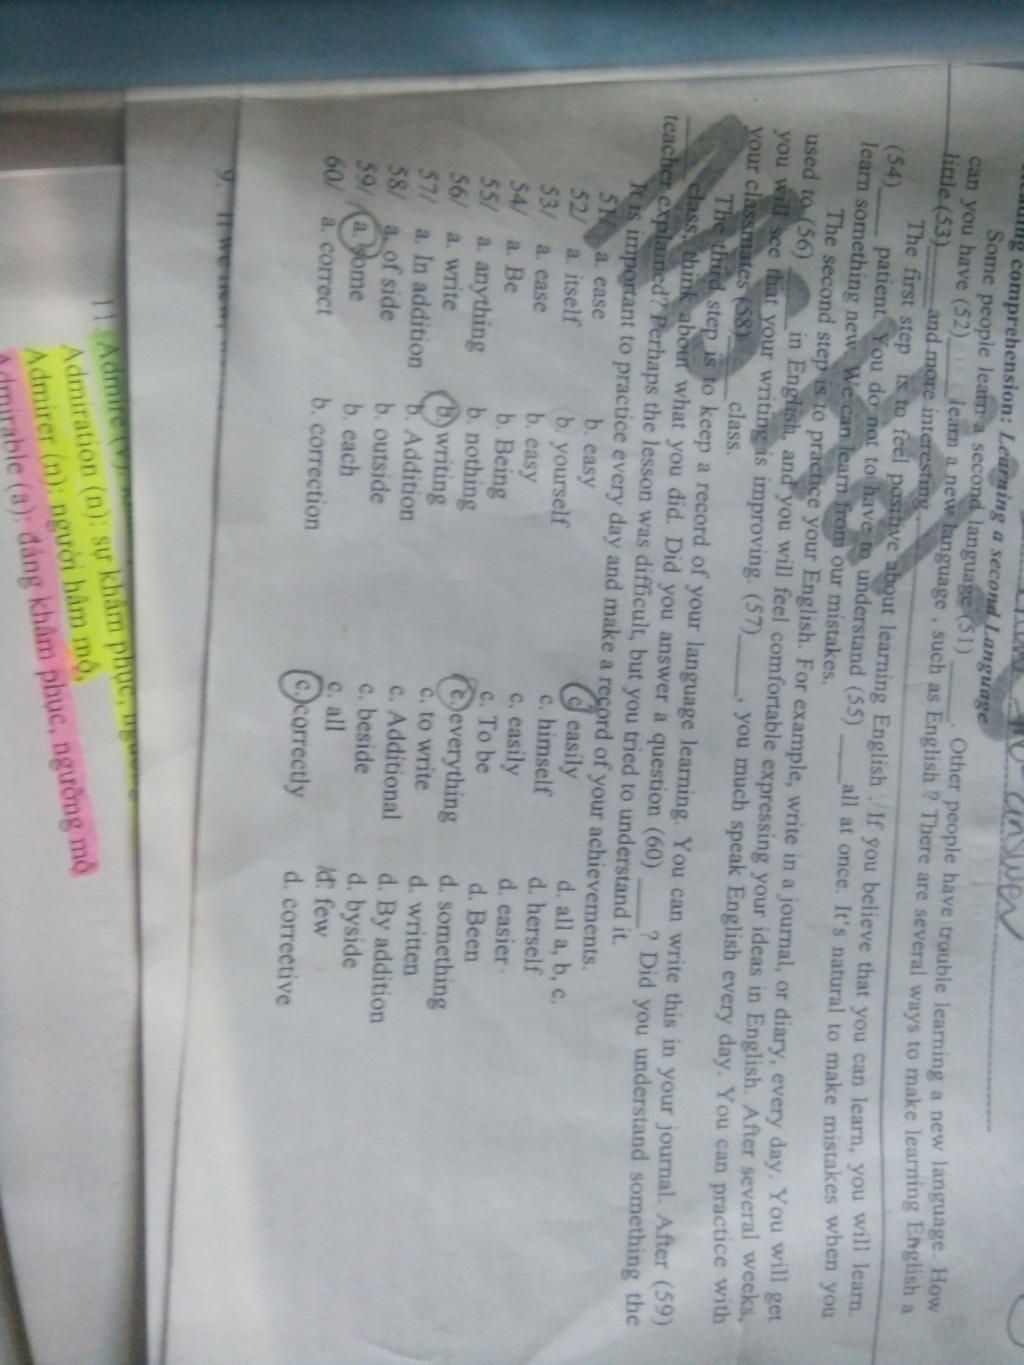 comprehension: Learning a second Language
Some people learn a second language (51) ____. Other people have trouble learning a new language. How
can you have (52)____ learn a new language , such as English ? There are several ways to make learning English a
little (53)____ and more interesting.
The first step is to feel positive about learning English . If you believe that you can learn, you will learn.
(54)____ patient. You do not to have to understand (55) ____ all at once. It's natural to make mistakes when you
learn something new. We can learn from our mistakes.
The second step is to practice your English. For example, write in a journal, or diary, every day. You will get
used to (56) ____ in English, and you will feel comfortable expressing your ideas in English. After several weeks,
you will see that your writing is improving. (57)____, you much speak English every day. You can practice with
your classmates (58)____ class.
The third step is to keep a record of your language learning. You can write this in your journal. After (59)
____ class, think about what you did. Did you answer a question (60) ____ ? Did you understand something the
teacher explained? Perhaps the lesson was difficult, but you tried to understand it.
It is important to practice every day and make a record of your achievements.
51/ a. ease b. easy c easily d. all a, b, c.
52/ a. itself b. yourself c. himself d. herself
53/ a. ease b. easy c. easily d. easier
54/ a. Be b. Being c. To be d. Been
55/ a. anything b. nothing c. everything d. something
56/ a. write b. writing c. to write d. written
57/ a. In addition b. Addition c. Additional d. By addition
58/ a. of side b. outside c. beside d. byside
59/ a. some b. each c. all d. few
60/ a. correct b. correction c. correctly d. corrective
9. If we
11. Admire (v)
Admiration (n): sự khâm phục,
Admirer (n): người hâm mộ,
Admirable (a): đáng khâm phục, ngưỡng mộ
Ms Hal
answer